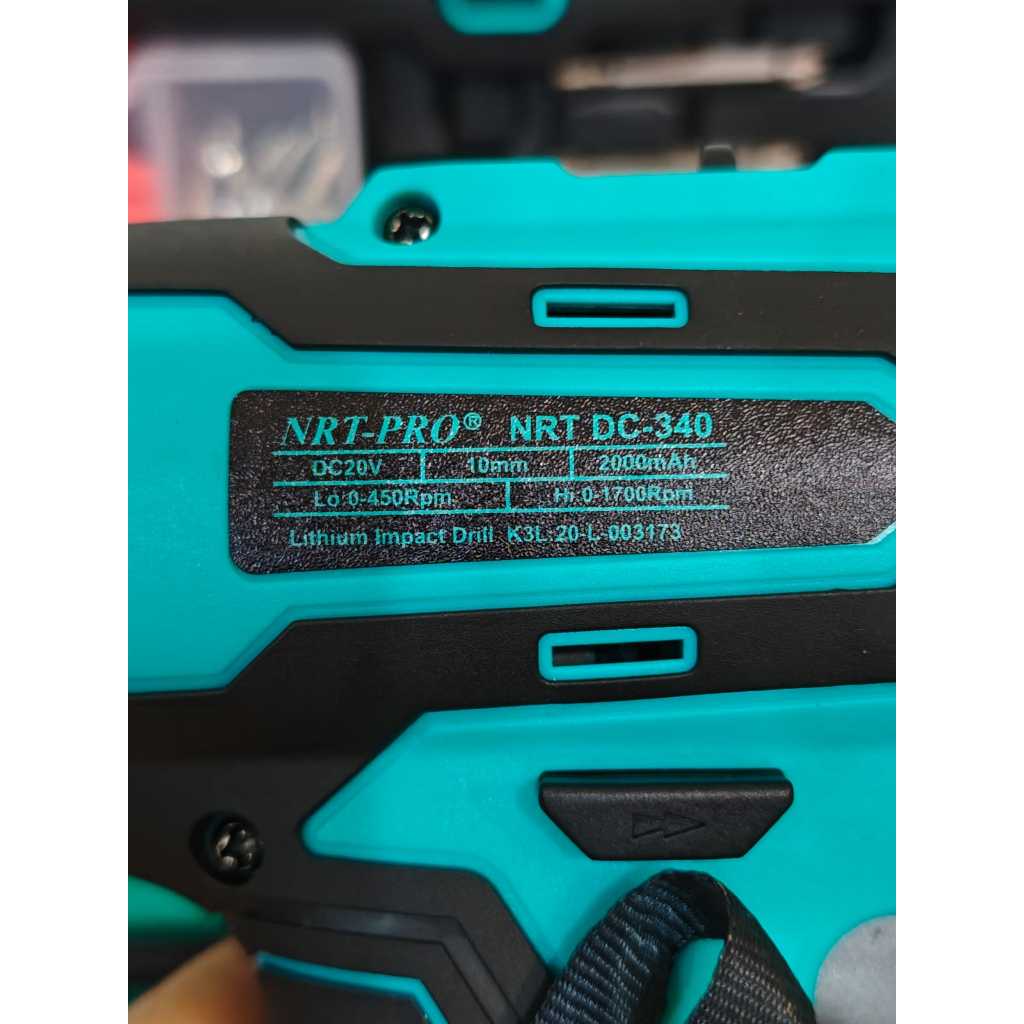 NRT-PRO® NRT DC-340
DC20V 10mm 2000mAh
Lo:0-450Rpm Hi:0-1700Rpm
Lithium Impact Drill K3L:20-L-003173